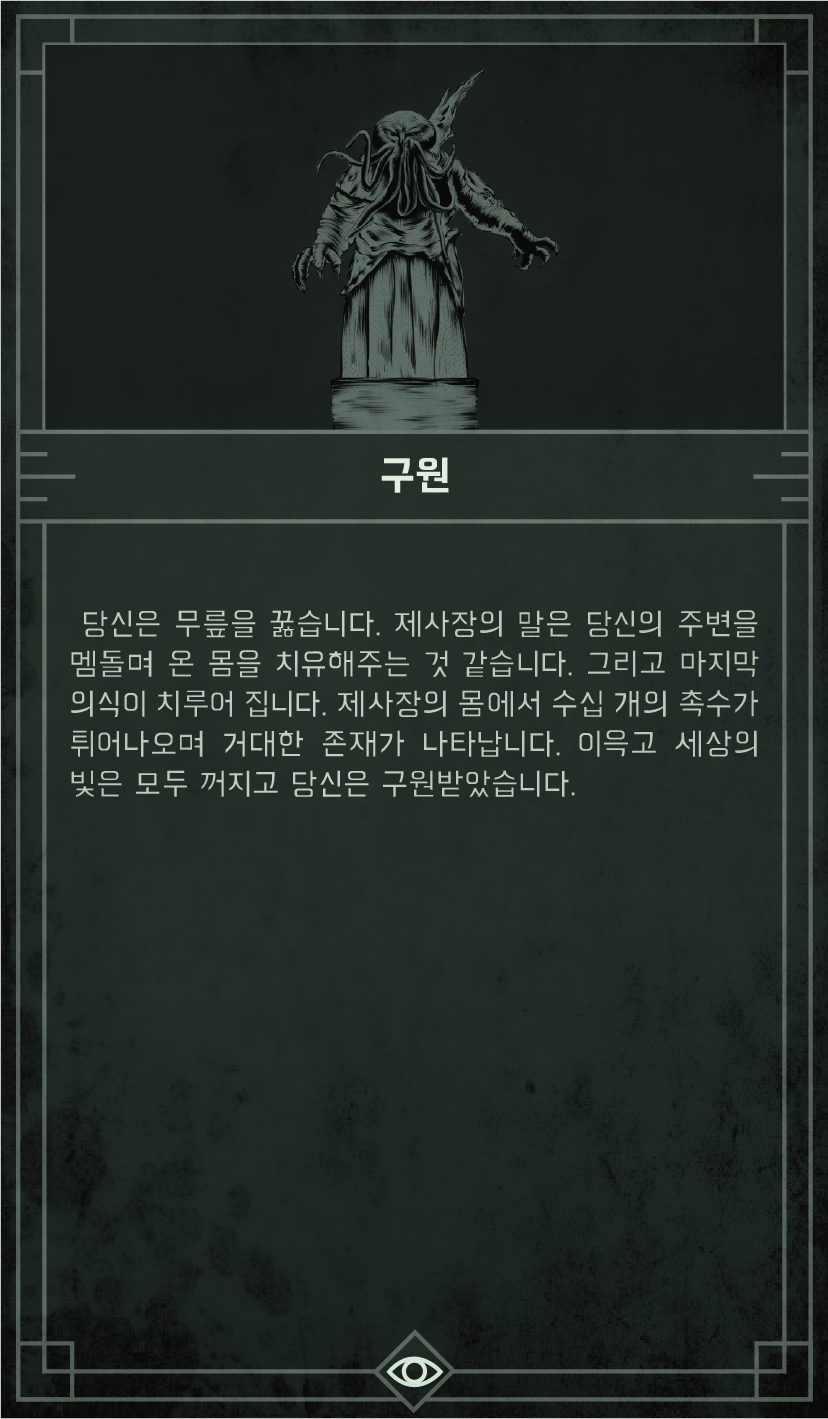 구원
당신은 무릎을 꿇습니다. 제사장의 말은 당신의 주변을
멤돌며 온 몸을 치유해주는 것 같습니다. 그리고 마지막
의식이 치루어 집니다. 제사장의 몸에서 수십 개의 촉수가
튀어나오며 거대한 존재가 나타납니다. 이윽고 세상의
빛은 모두 꺼지고 당신은 구원받았습니다.